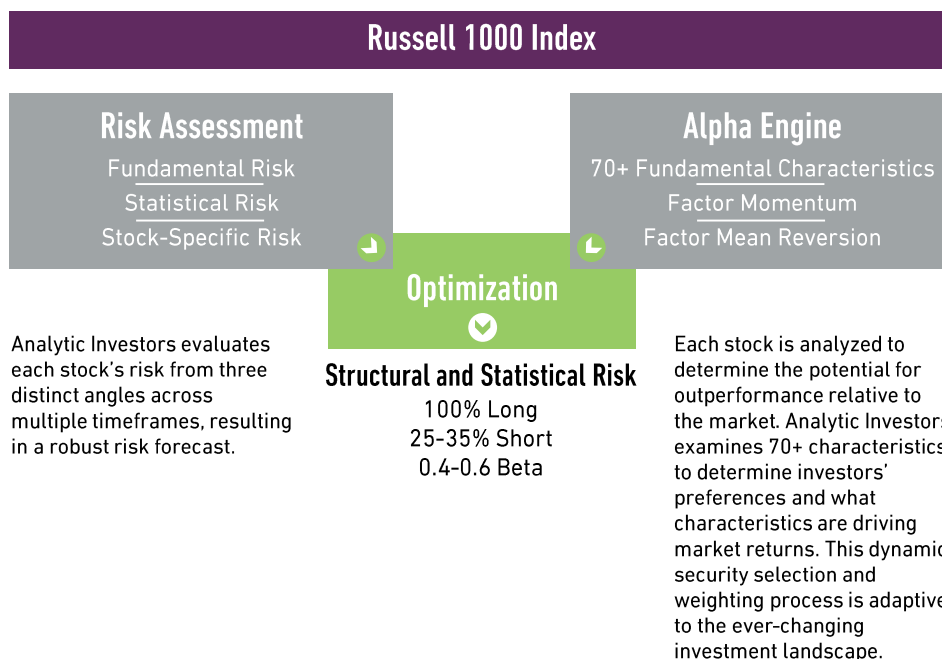 Russell 1000 Index
Risk Assessment
Fundamental Risk
Statistical Risk
Stock-Specific Risk
Alpha Engine
70+ Fundamental Characteristics
Factor Momentum
Factor Mean Reversion
Optimization
Structural and Statistical Risk
100% Long
25-35% Short
0.4-0.6 Beta
Analytic Investors evaluates
each stock's risk from three
distinct angles across
multiple timeframes, resulting
in a robust risk forecast.
Each stock is analyzed to
determine the potential for
outperformance relative to
the market. Analytic Investors
examines 70+ characteristics
to determine investors'
preferences and what
characteristics are driving
market returns. This dynamic
security selection and
weighting process is adaptive
to the ever-changing
investment landscape.